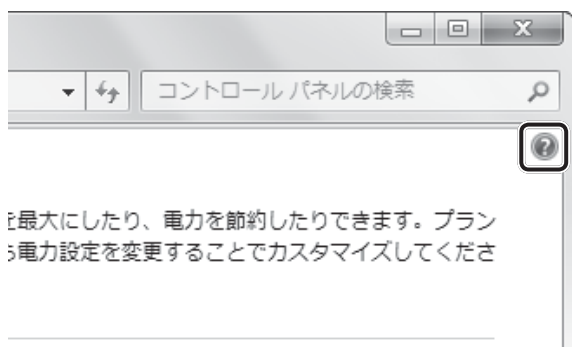 コントロール パネルの検索
を最大にしたり、電力を節約したりできます。プラン
ら電力設定を変更することでカスタマイズしてくださ